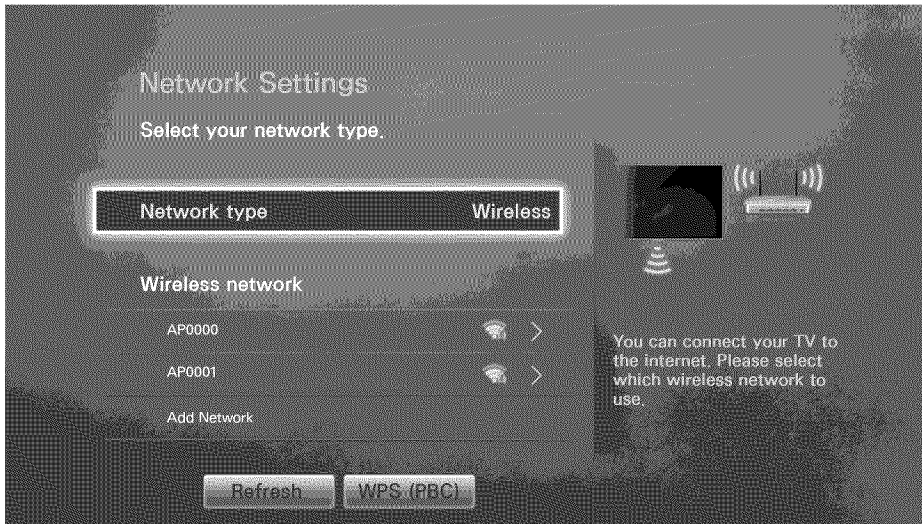 Network Settings
Select your network type.
Network type Wireless
Wireless network
AP0000
AP0001
Add Network
Refresh WPS (PBC)
You can connect your TV to
the internet. Please select
which wireless network to
use.